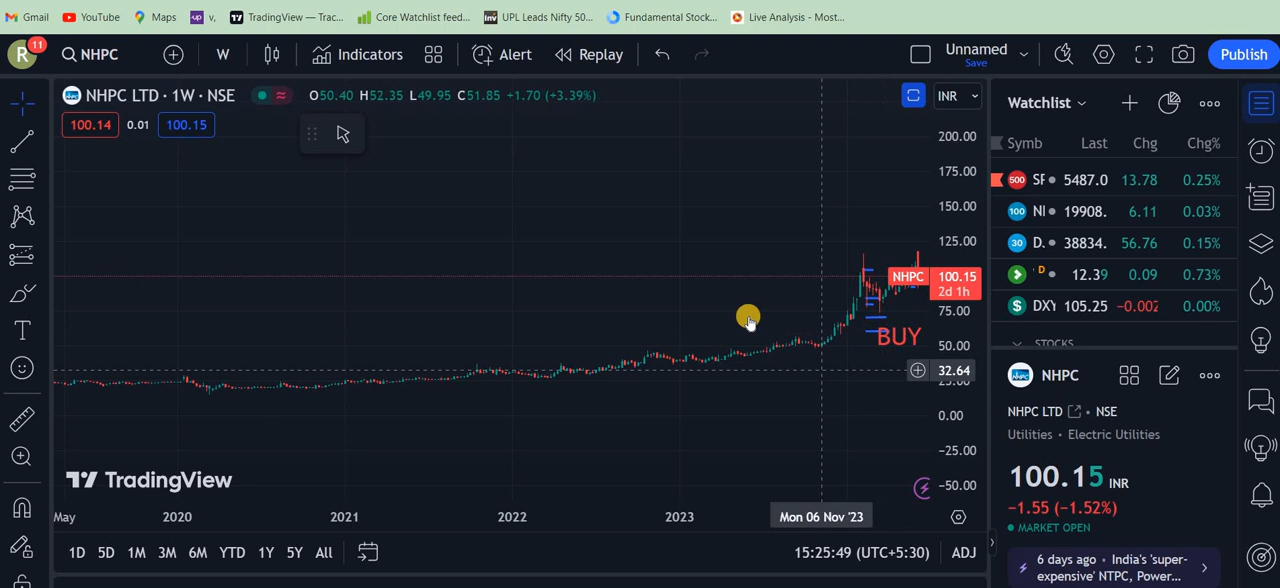 Gmail YouTube Maps v, TradingView — Trac... Core Watchlist feed... UPL Leads Nifty 50... Fundamental Stock... Live Analysis - Most...
R 11 NHPC W Indicators Alert Replay Unnamed Save Publish
NHPC LTD · 1W · NSE O50.40 H52.35 L49.95 C51.85 +1.70 (+3.39%) INR
100.14 0.01 100.15
200.00
175.00
150.00
125.00
NHPC 100.15
2d 1h
75.00
BUY
50.00
32.64
0.00
−25.00
−50.00
TradingView
May 2020 2021 2022 2023 Mon 06 Nov '23
1D 5D 1M 3M 6M YTD 1Y 5Y All 15:25:49 (UTC+5:30) ADJ
Watchlist
Symb Last Chg Chg%
500 SF 5487.0 13.78 0.25%
100 NI 19908. 6.11 0.03%
30 D. 38834. 56.76 0.15%
D 12.39 0.09 0.73%
DXY 105.25 −0.002 0.00%
STOCKS
NHPC
NHPC LTD • NSE
Utilities • Electric Utilities
100.15 INR
−1.55 (−1.52%)
MARKET OPEN
6 days ago • India's 'super-
expensive' NTPC, Power...